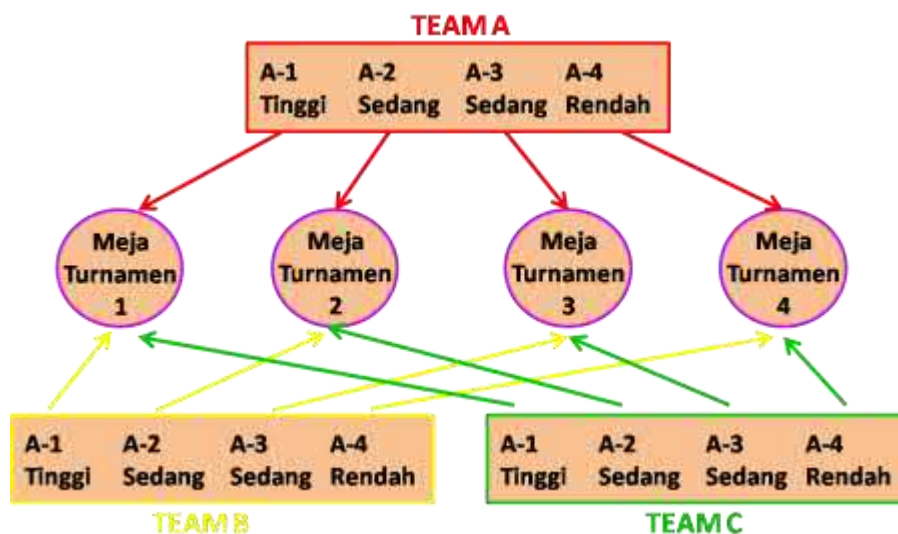 TEAM A
A-1 A-2 A-3 A-4
Tinggi Sedang Sedang Rendah
Meja Turnamen 1
Meja Turnamen 2
Meja Turnamen 3
Meja Turnamen 4
A-1 A-2 A-3 A-4
Tinggi Sedang Sedang Rendah
TEAM B
A-1 A-2 A-3 A-4
Tinggi Sedang Sedang Rendah
TEAM C